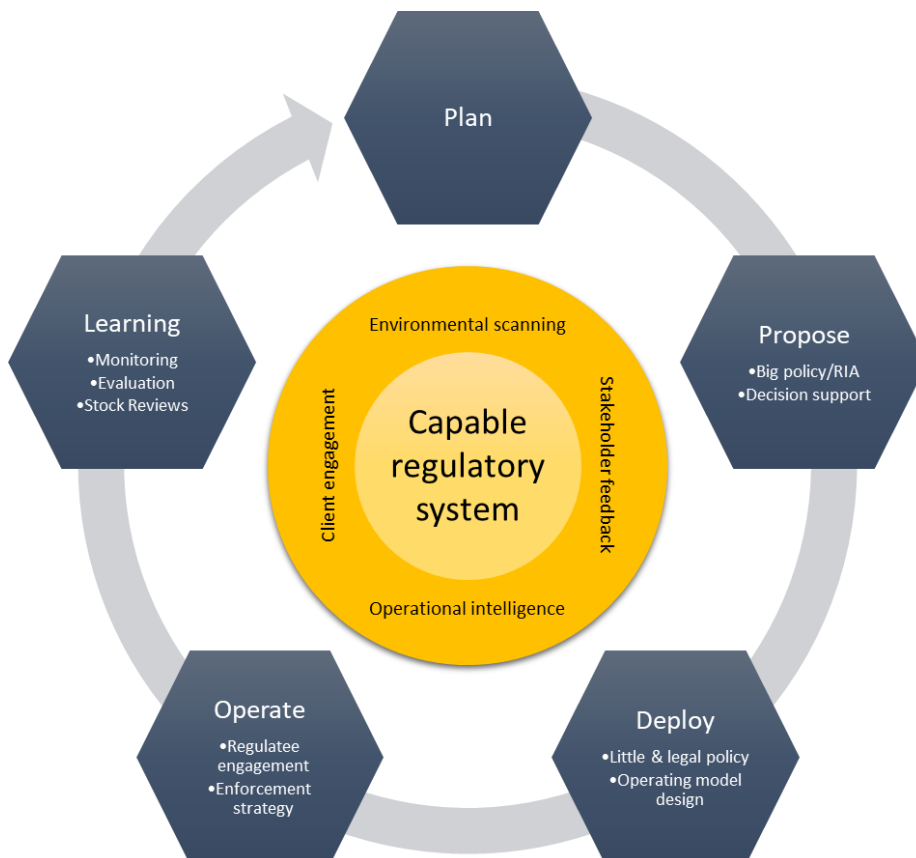 Plan
Propose
•Big policy/RIA
•Decision support
Deploy
•Little & legal policy
•Operating model
design
Operate
•Regulatee
engagement
•Enforcement
strategy
Learning
•Monitoring
•Evaluation
•Stock Reviews
Environmental scanning
Stakeholder feedback
Operational intelligence
Client engagement
Capable
regulatory
system